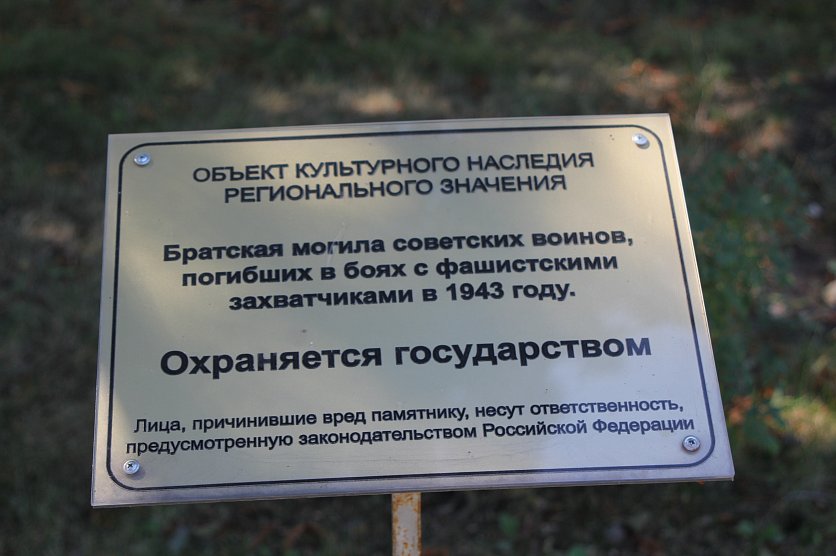 ОБЪЕКТ КУЛЬТУРНОГО НАСЛЕДИЯ
РЕГИОНАЛЬНОГО ЗНАЧЕНИЯ
Братская могила советских воинов,
погибших в боях с фашистскими
захватчиками в 1943 году.
Охраняется государством
Лица, причинившие вред памятнику, несут ответственность,
предусмотренную законодательством Российской Федерации